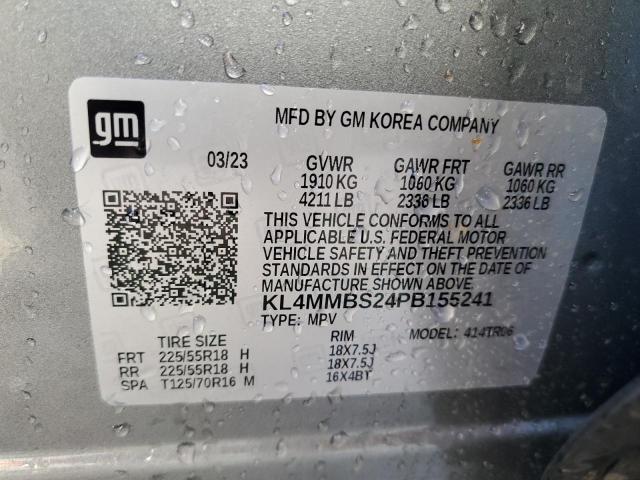 gm
MFD BY GM KOREA COMPANY
03/23 GVWR GAWR FRT GAWR RR
1910 KG 1060 KG 1060 KG
4211 LB 2336 LB 2336 LB
THIS VEHICLE CONFORMS TO ALL
APPLICABLE U.S. FEDERAL MOTOR
VEHICLE SAFETY AND THEFT PREVENTION
STANDARDS IN EFFECT ON THE DATE OF
MANUFACTURE SHOWN ABOVE.
KL4MMBS24PB155241
TYPE: MPV MODEL: 414TR06
TIRE SIZE RIM
FRT 225/55R18 H 18X7.5J
RR 225/55R18 H 18X7.5J
SPA T125/70R16 M 16X4BT